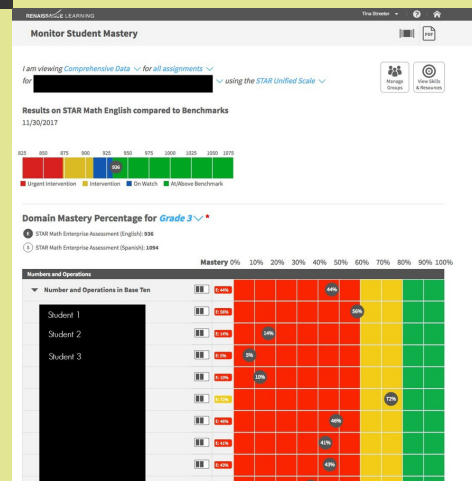 RENAISSANCE LEARNING
Tina Streeter
Monitor Student Mastery
PDF
I am viewing Comprehensive Data for all assignments
for using the STAR Unified Scale
Manage Groups
View Skills & Resources
Results on STAR Math English compared to Benchmarks
11/30/2017
825 850 875 900 925 950 975 1000 1025 1050 1075
936
Urgent Intervention Intervention On Watch At/Above Benchmark
Domain Mastery Percentage for Grade 3 *
E STAR Math Enterprise Assessment (English): 936
S STAR Math Enterprise Assessment (Spanish): 1094
Mastery 0% 10% 20% 30% 40% 50% 60% 70% 80% 90% 100%
Numbers and Operations
Number and Operations in Base Ten E: 44% 44%
Student 1 E: 56% 56%
Student 2 E: 14% 14%
Student 3 E: 5% 5%
E: 10% 10%
E: 72% 72%
E: 46% 46%
E: 41% 41%
E: 43% 43%